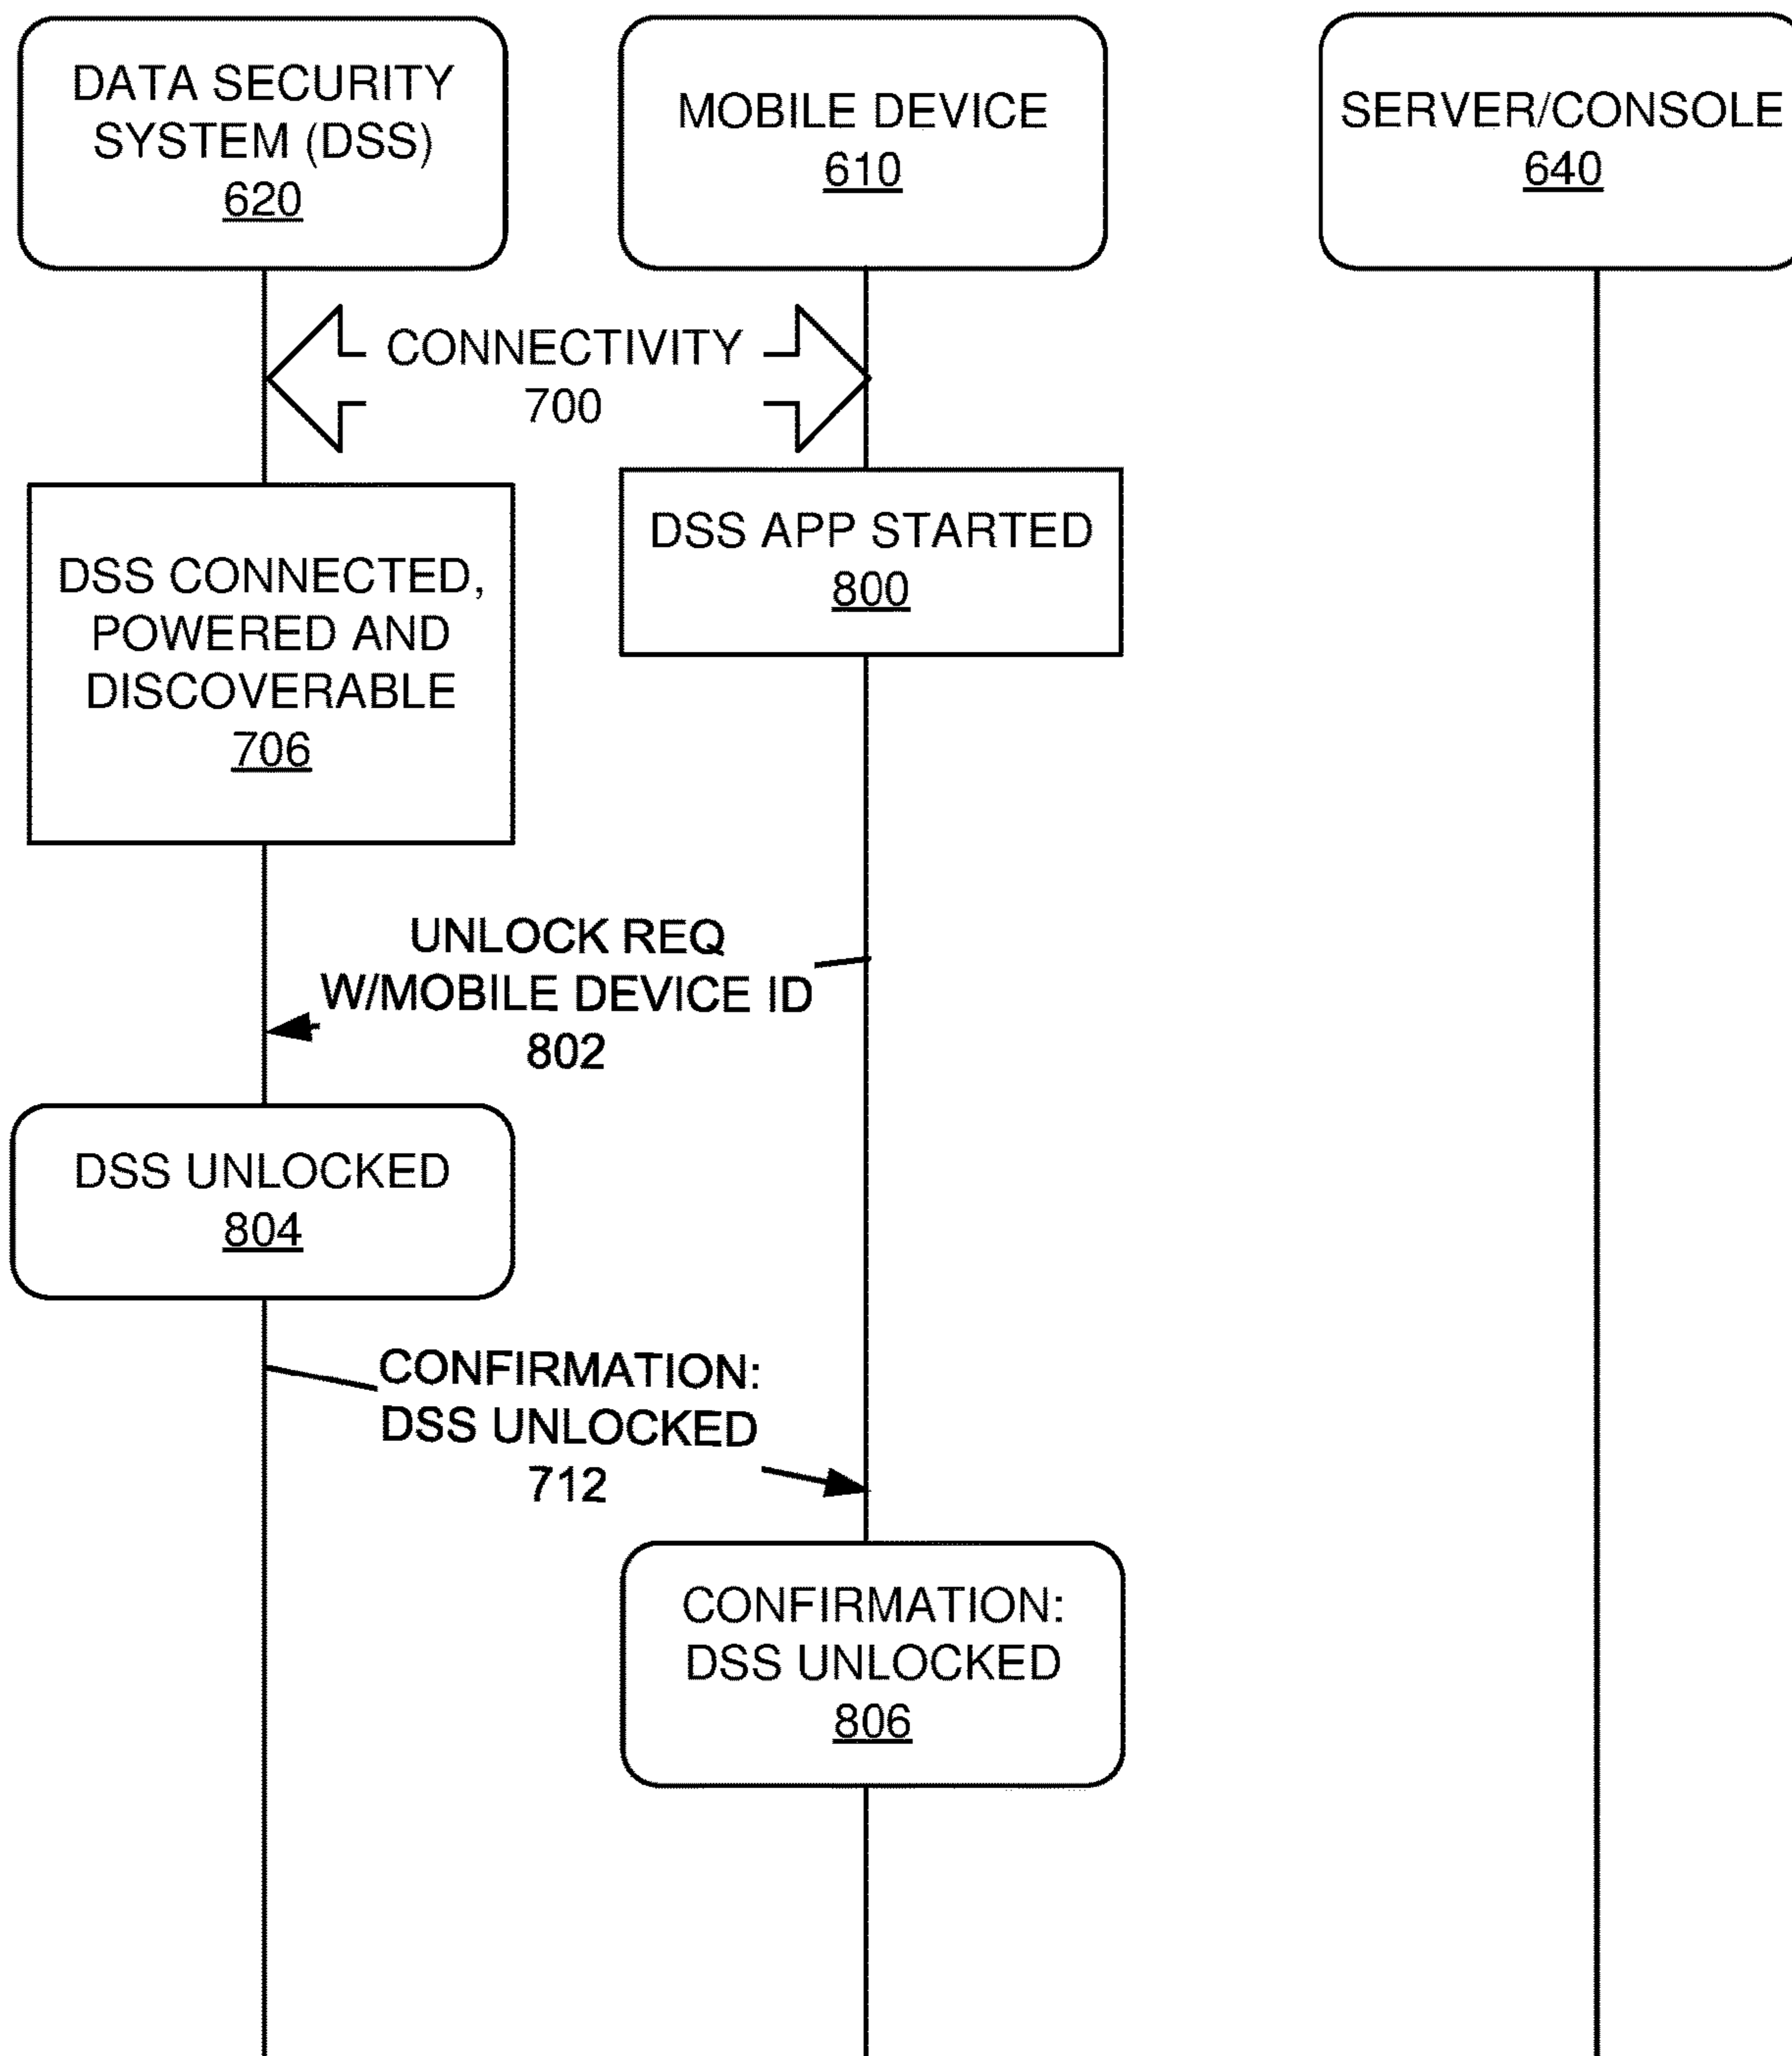 DATA SECURITY
SYSTEM (DSS)
620
MOBILE DEVICE
610
SERVER/CONSOLE
640
CONNECTIVITY
700
DSS CONNECTED,
POWERED AND
DISCOVERABLE
706
DSS APP STARTED
800
UNLOCK REQ
W/MOBILE DEVICE ID
802
DSS UNLOCKED
804
CONFIRMATION:
DSS UNLOCKED
712
CONFIRMATION:
DSS UNLOCKED
806